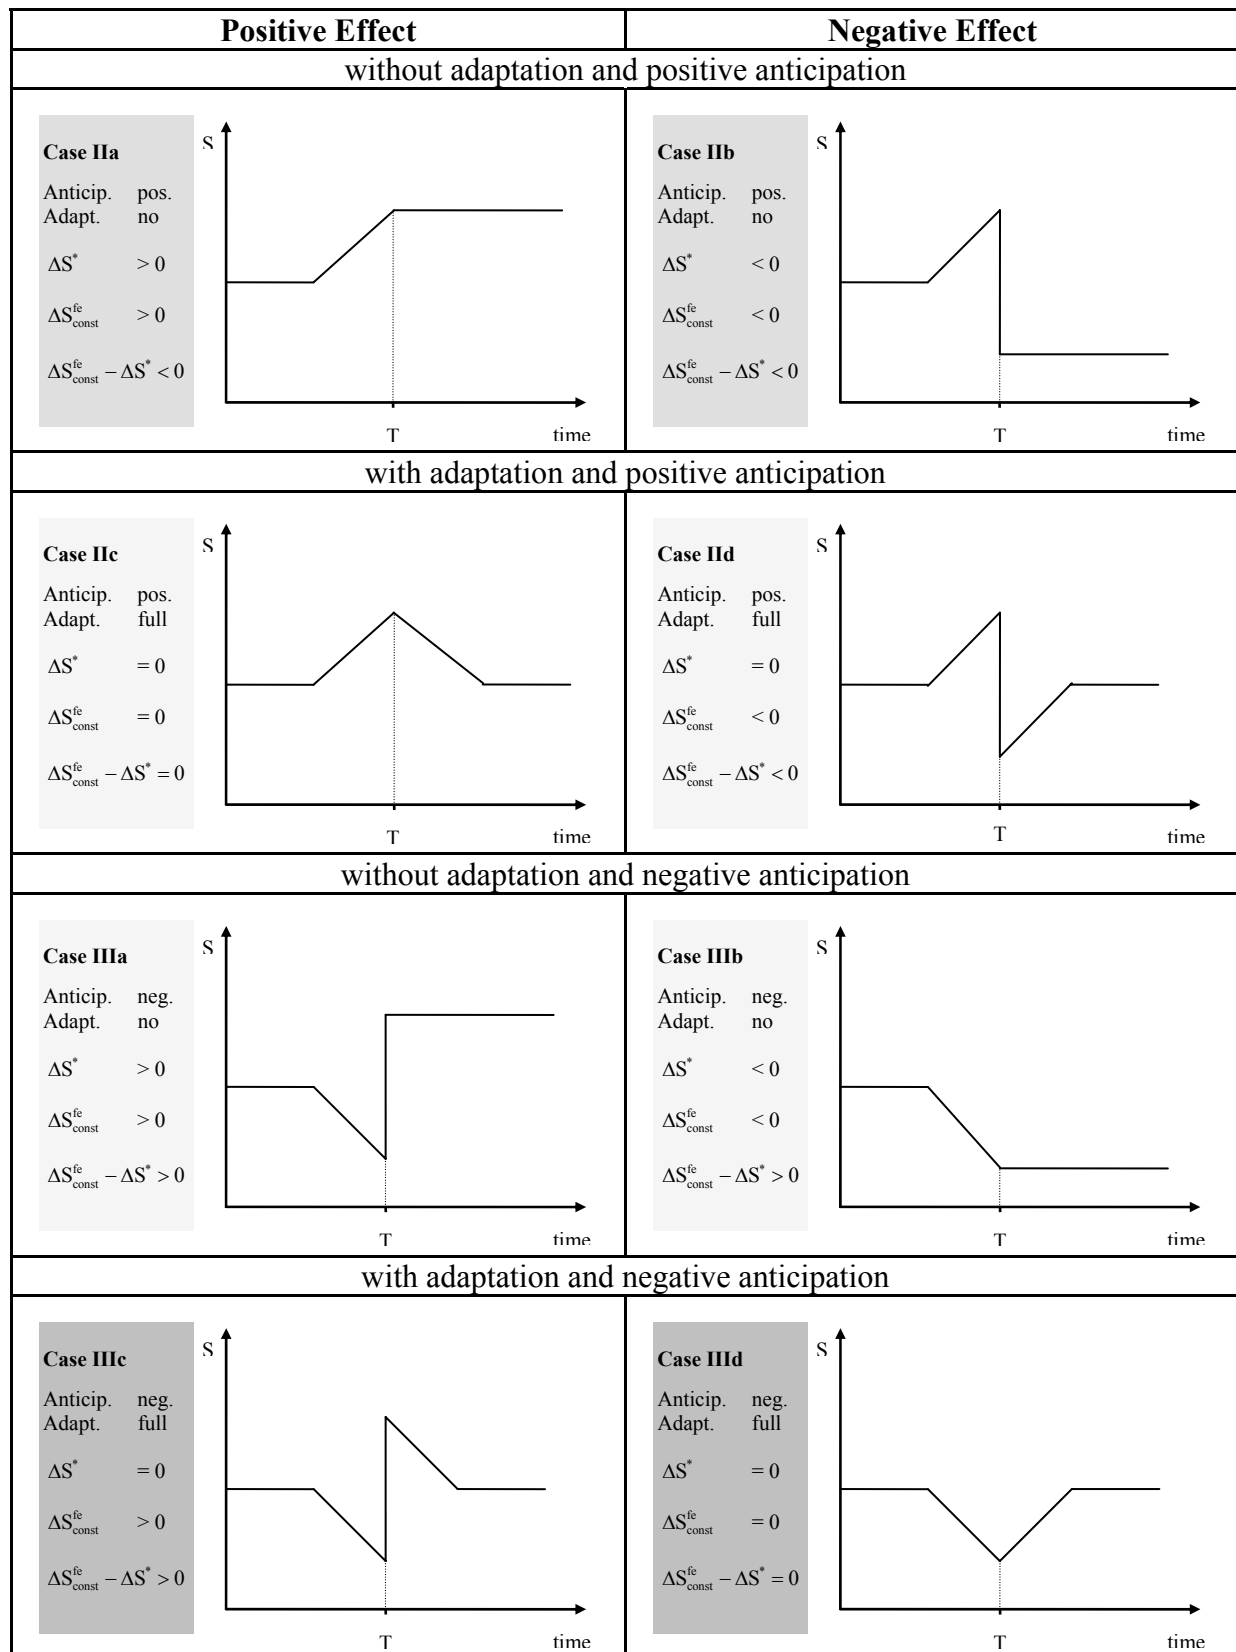 Positive Effect Negative Effect
without adaptation and positive anticipation
Case IIa
Anticip. pos.
Adapt. no
ΔS* > 0
ΔS^fe_const > 0
ΔS^fe_const − ΔS* < 0
S
T time
Case IIb
Anticip. pos.
Adapt. no
ΔS* < 0
ΔS^fe_const < 0
ΔS^fe_const − ΔS* < 0
S
T time
with adaptation and positive anticipation
Case IIc
Anticip. pos.
Adapt. full
ΔS* = 0
ΔS^fe_const = 0
ΔS^fe_const − ΔS* = 0
S
T time
Case IId
Anticip. pos.
Adapt. full
ΔS* = 0
ΔS^fe_const < 0
ΔS^fe_const − ΔS* < 0
S
T time
without adaptation and negative anticipation
Case IIIa
Anticip. neg.
Adapt. no
ΔS* > 0
ΔS^fe_const > 0
ΔS^fe_const − ΔS* > 0
S
T time
Case IIIb
Anticip. neg.
Adapt. no
ΔS* < 0
ΔS^fe_const < 0
ΔS^fe_const − ΔS* > 0
S
T time
with adaptation and negative anticipation
Case IIIc
Anticip. neg.
Adapt. full
ΔS* = 0
ΔS^fe_const > 0
ΔS^fe_const − ΔS* > 0
S
T time
Case IIId
Anticip. neg.
Adapt. full
ΔS* = 0
ΔS^fe_const = 0
ΔS^fe_const − ΔS* = 0
S
T time